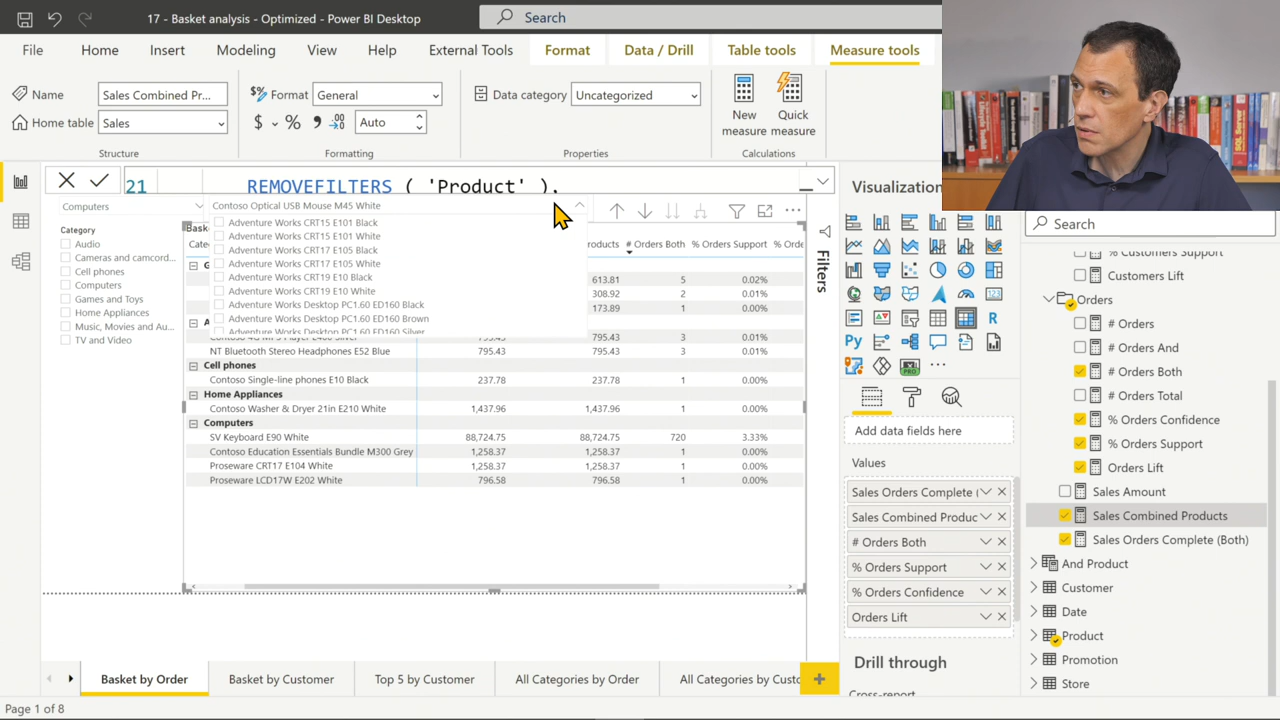 17 - Basket analysis - Optimized - Power BI Desktop
Search
File
Home
Insert
Modeling
View
Help
External Tools
Format
Data / Drill
Table tools
Measure tools
Name
Sales Combined Pr...
Format
General
Data category
Uncategorized
New
measure
Quick
measure
Home table
Sales
$
%
Auto
Structure
Formatting
Properties
Calculations
21 REMOVEFILTERS ( 'Product' ),
Computers
Contoso Optical USB Mouse M45 White
Category
Audio
Cameras and camcord...
Cell phones
Computers
Games and Toys
Home Appliances
Music, Movies and Au...
TV and Video
Adventure Works CRT15 E101 Black
Adventure Works CRT15 E101 White
Adventure Works CRT17 E105 Black
Adventure Works CRT17 E105 White
Adventure Works CRT19 E10 Black
Adventure Works CRT19 E10 White
Adventure Works Desktop PC1.60 ED160 Black
Adventure Works Desktop PC1.60 ED160 Brown
Adventure Works Desktop PC1.60 ED160 Silver
roducts # Orders Both % Orders Support % Orde
613.81 5 0.02%
308.92 2 0.01%
173.89 1 0.00%
795.43 795.43 3 0.01%
NT Bluetooth Stereo Headphones E52 Blue 795.43 795.43 3 0.01%
Cell phones
Contoso Single-line phones E10 Black 237.78 237.78 1 0.00%
Home Appliances
Contoso Washer & Dryer 21in E210 White 1,437.96 1,437.96 1 0.00%
Computers
SV Keyboard E90 White 88,724.75 88,724.75 720 3.33%
Contoso Education Essentials Bundle M300 Grey 1,258.37 1,258.37 1 0.00%
Proseware CRT17 E104 White 1,258.37 1,258.37 1 0.00%
Proseware LCD17W E202 White 796.58 796.58 1 0.00%
Filters
Visualiza
Py
R
Add data fields here
Values
Sales Orders Complete (
Sales Combined Produc
# Orders Both
% Orders Support
% Orders Confidence
Orders Lift
Drill through
Cross-report
Search
% Customers Support
Customers Lift
Orders
# Orders
# Orders And
# Orders Both
# Orders Total
% Orders Confidence
% Orders Support
Orders Lift
Sales Amount
Sales Combined Products
Sales Orders Complete (Both)
And Product
Customer
Date
Product
Promotion
Store
Basket by Order
Basket by Customer
Top 5 by Customer
All Categories by Order
All Categories by Custo
Page 1 of 8